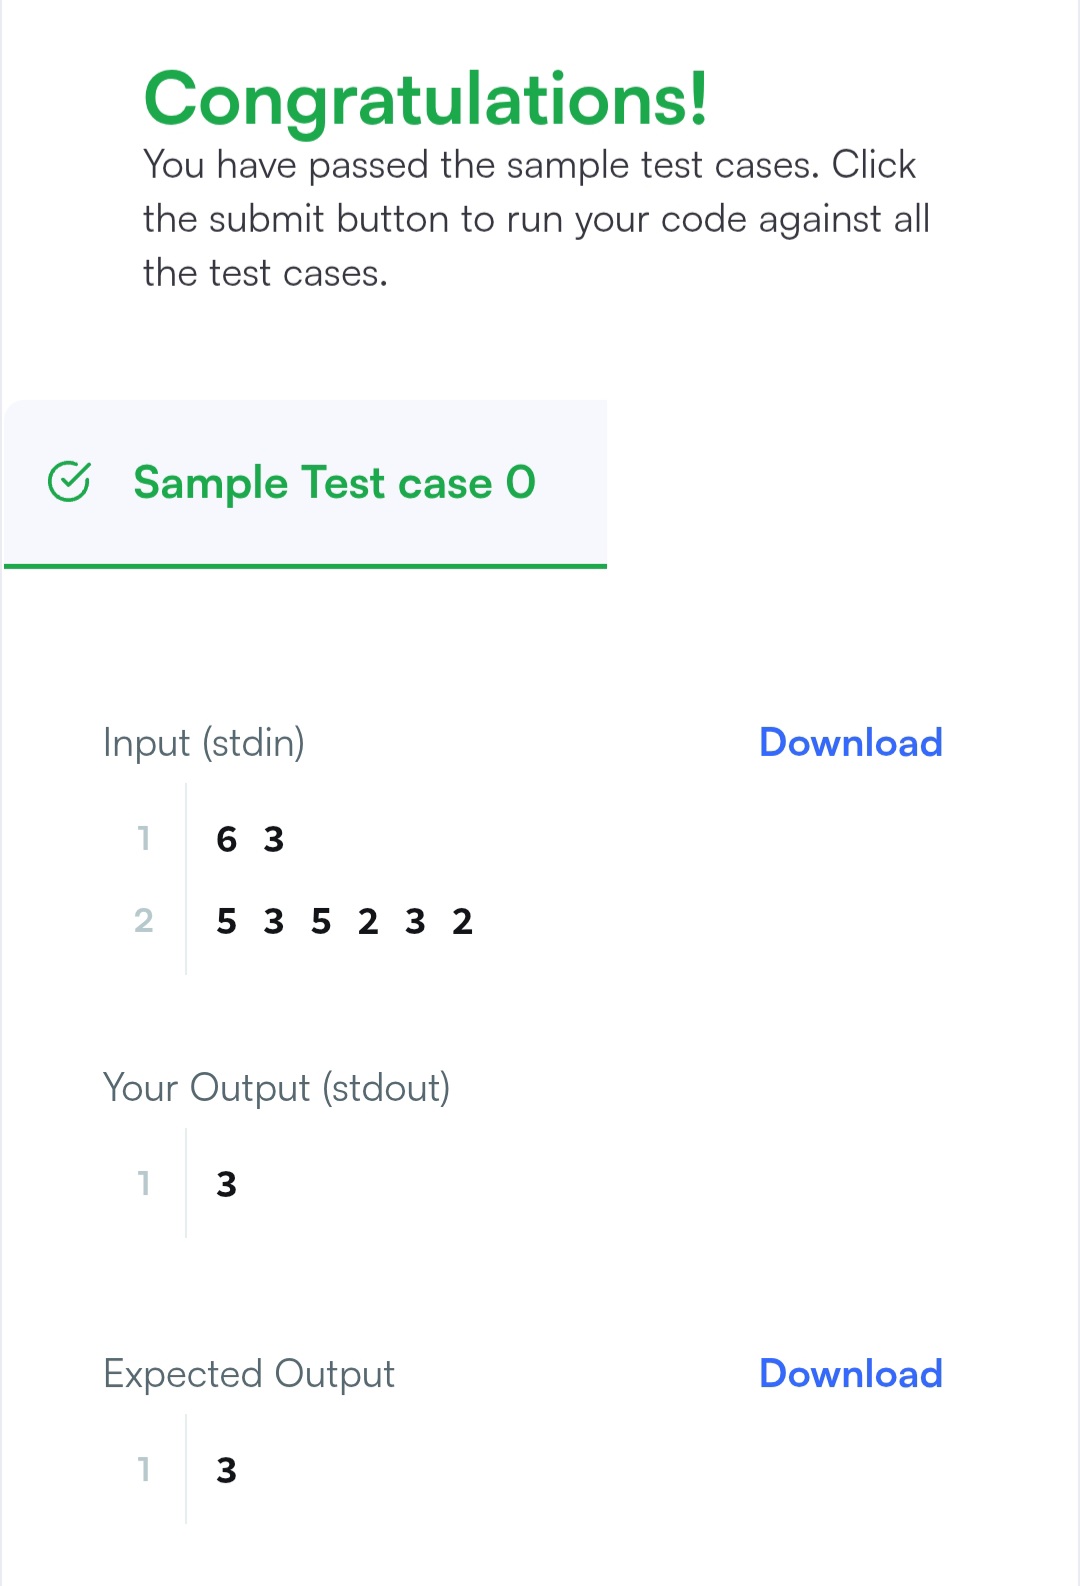 Congratulations!
You have passed the sample test cases. Click
the submit button to run your code against all
the test cases.
Sample Test case 0
Input (stdin) Download
1 6 3
2 5 3 5 2 3 2
Your Output (stdout)
1 3
Expected Output Download
1 3